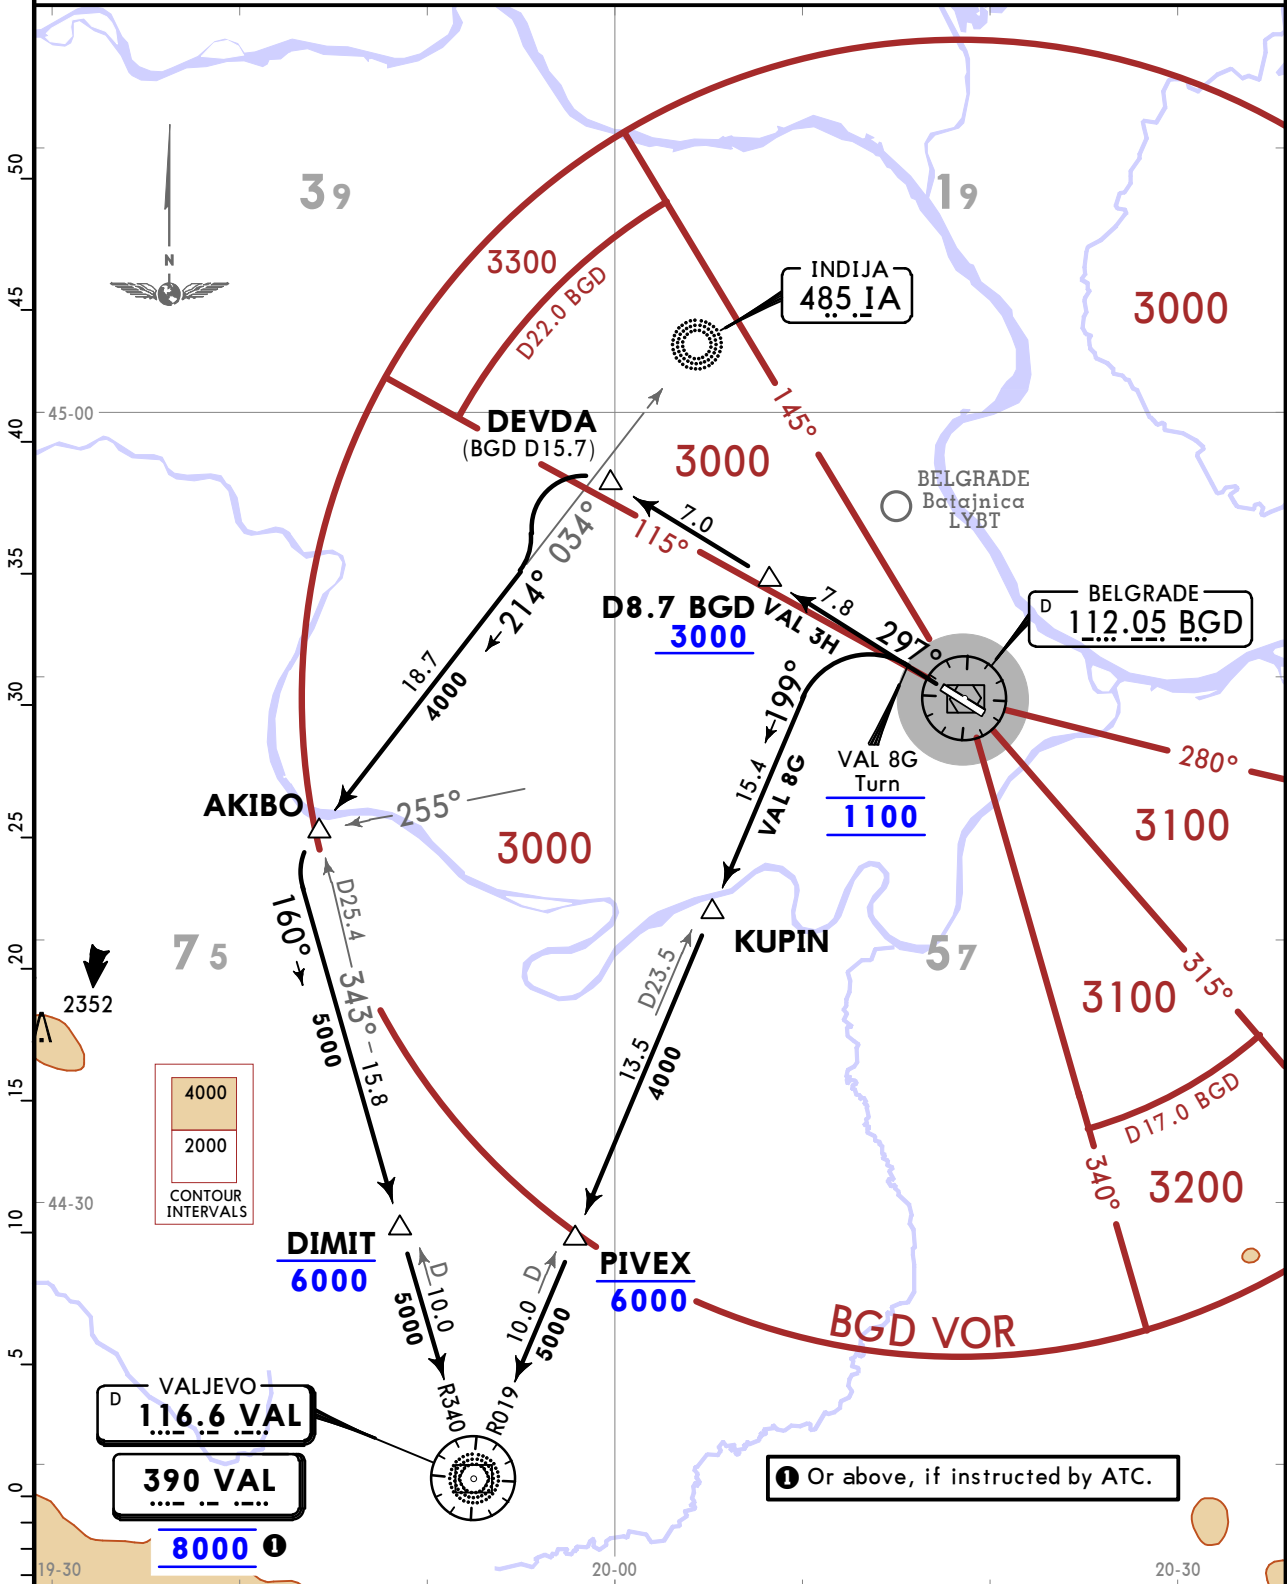 50
45
40
35
30
25
20
15
10
5
0
39
19
N
3300
D22.0 BGD
INDIJA
485 IA
3000
145°
45-00
DEVDA
(BGD D15.7)
3000
BELGRADE
Batajnica
LYBT
034°
7.0
115°
D8.7 BGD
3000
7.8
VAL 3H
297°
D
BELGRADE
112.05 BGD
214°
18.7
4000
199°
15.4
VAL 8G
VAL 8G
Turn
1100
280°
AKIBO
255°
3000
3100
D25.4
160°
343°
15.8
5000
KUPIN
75
57
2352
D23.5
13.5
4000
315°
3100
D17.0 BGD
340°
3200
4000
2000
CONTOUR
INTERVALS
44-30
DIMIT
6000
PIVEX
6000
D
10.0
5000
D
10.0
5000
BGD VOR
R340
R019
D
VALJEVO
116.6 VAL
390 VAL
8000 1
1 Or above, if instructed by ATC.
19-30
20-00
20-30